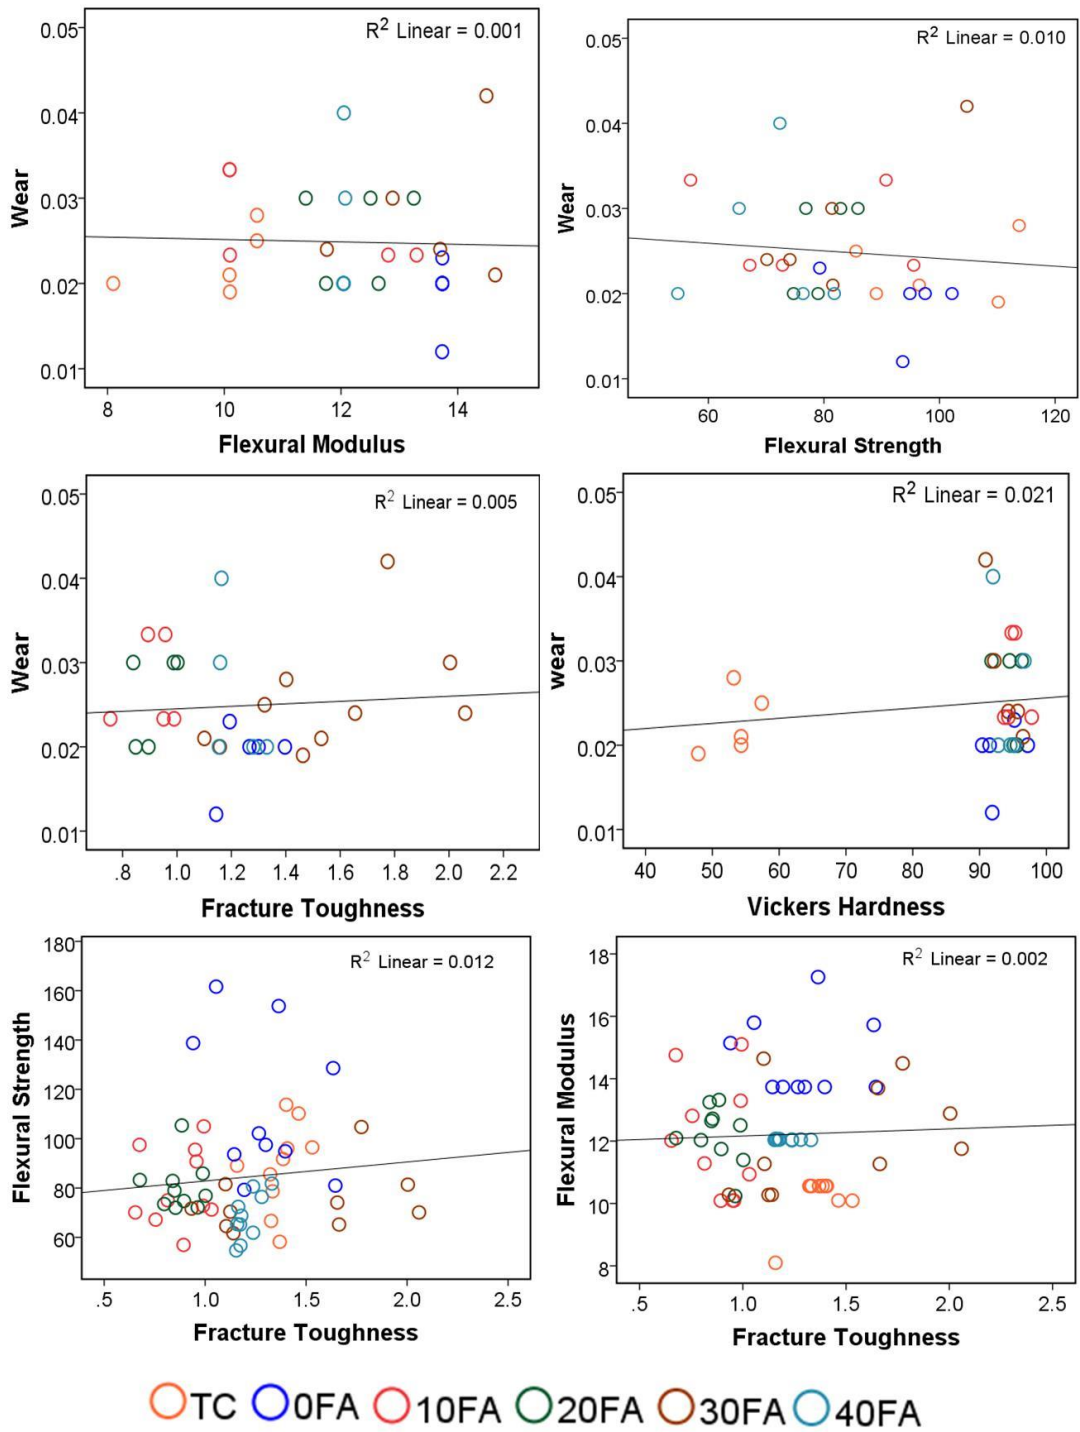 R2 Linear = 0.001
0.05
0.04
0.03
0.02
0.01
Wear
8 10 12 14
Flexural Modulus
R2 Linear = 0.010
0.05
0.04
0.03
0.02
0.01
Wear
60 80 100 120
Flexural Strength
R2 Linear = 0.005
0.05
0.04
0.03
0.02
0.01
Wear
.8 1.0 1.2 1.4 1.6 1.8 2.0 2.2
Fracture Toughness
R2 Linear = 0.021
0.05
0.04
0.03
0.02
0.01
wear
40 50 60 70 80 90 100
Vickers Hardness
R2 Linear = 0.012
180
160
140
120
100
80
60
Flexural Strength
.5 1.0 1.5 2.0 2.5
Fracture Toughness
R2 Linear = 0.002
18
16
14
12
10
8
Flexural Modulus
.5 1.0 1.5 2.0 2.5
Fracture Toughness
TC 0FA 10FA 20FA 30FA 40FA